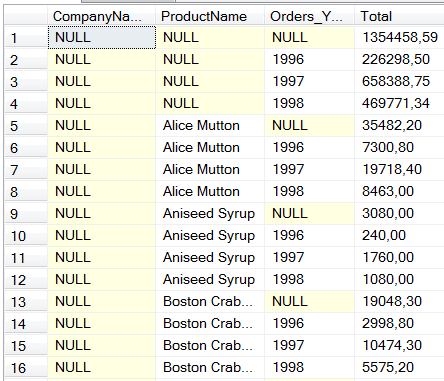 CompanyNa... ProductName Orders_Y... Total
1 NULL NULL NULL 1354458,59
2 NULL NULL 1996 226298,50
3 NULL NULL 1997 658388,75
4 NULL NULL 1998 469771,34
5 NULL Alice Mutton NULL 35482,20
6 NULL Alice Mutton 1996 7300,80
7 NULL Alice Mutton 1997 19718,40
8 NULL Alice Mutton 1998 8463,00
9 NULL Aniseed Syrup NULL 3080,00
10 NULL Aniseed Syrup 1996 240,00
11 NULL Aniseed Syrup 1997 1760,00
12 NULL Aniseed Syrup 1998 1080,00
13 NULL Boston Crab... NULL 19048,30
14 NULL Boston Crab... 1996 2998,80
15 NULL Boston Crab... 1997 10474,30
16 NULL Boston Crab... 1998 5575,20